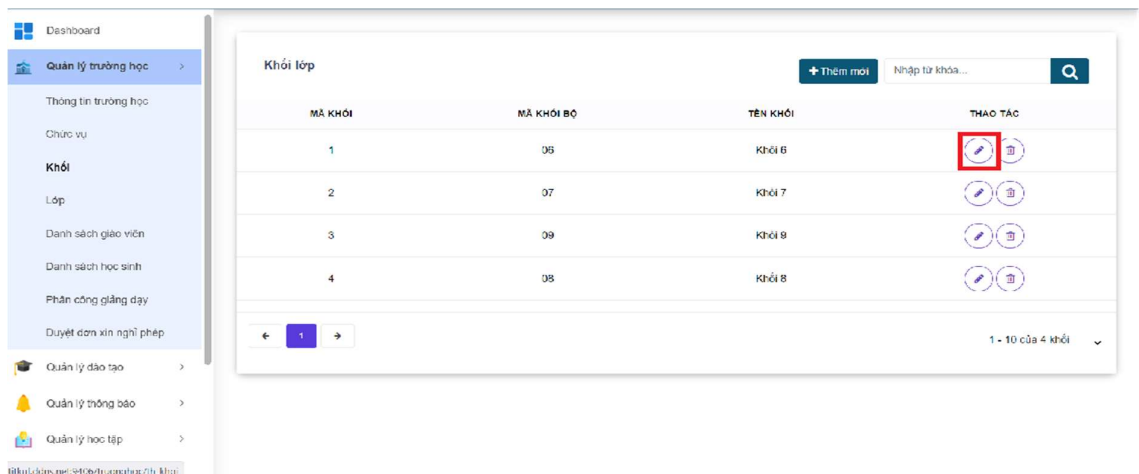 Dashboard
Quản lý trường học
Thông tin trường học
Chức vụ
Khối
Lớp
Danh sách giáo viên
Danh sách học sinh
Phân công giảng dạy
Duyệt đơn xin nghỉ phép
Quản lý đào tạo
Quản lý thông báo
Quản lý học tập
Khối lớp
+ Thêm mới
Nhập từ khóa...
MÃ KHỐI MÃ KHỐI BỘ TÊN KHỐI THAO TÁC
1 06 Khối 6
2 07 Khối 7
3 09 Khối 9
4 08 Khối 8
1
1 - 10 của 4 khối